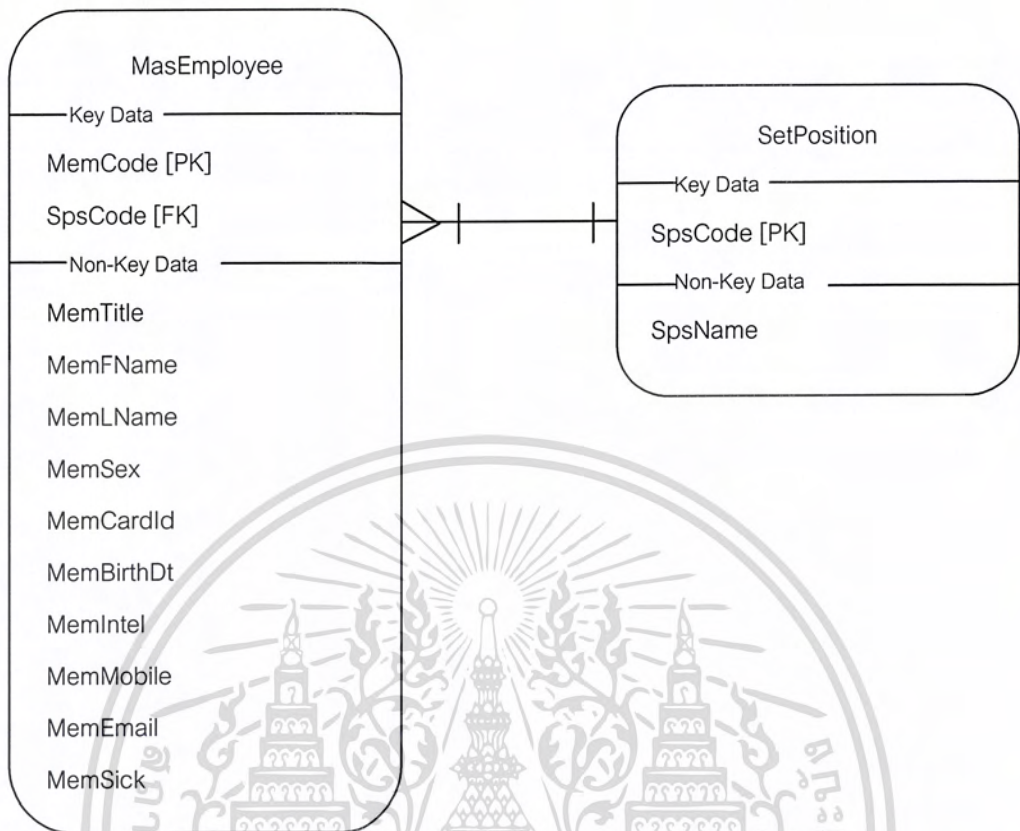 MasEmployee
Key Data
MemCode [PK]
SpsCode [FK]
Non-Key Data
MemTitle
MemFName
MemLName
MemSex
MemCardId
MemBirthDt
MemIntel
MemMobile
MemEmail
MemSick
SetPosition
Key Data
SpsCode [PK]
Non-Key Data
SpsName